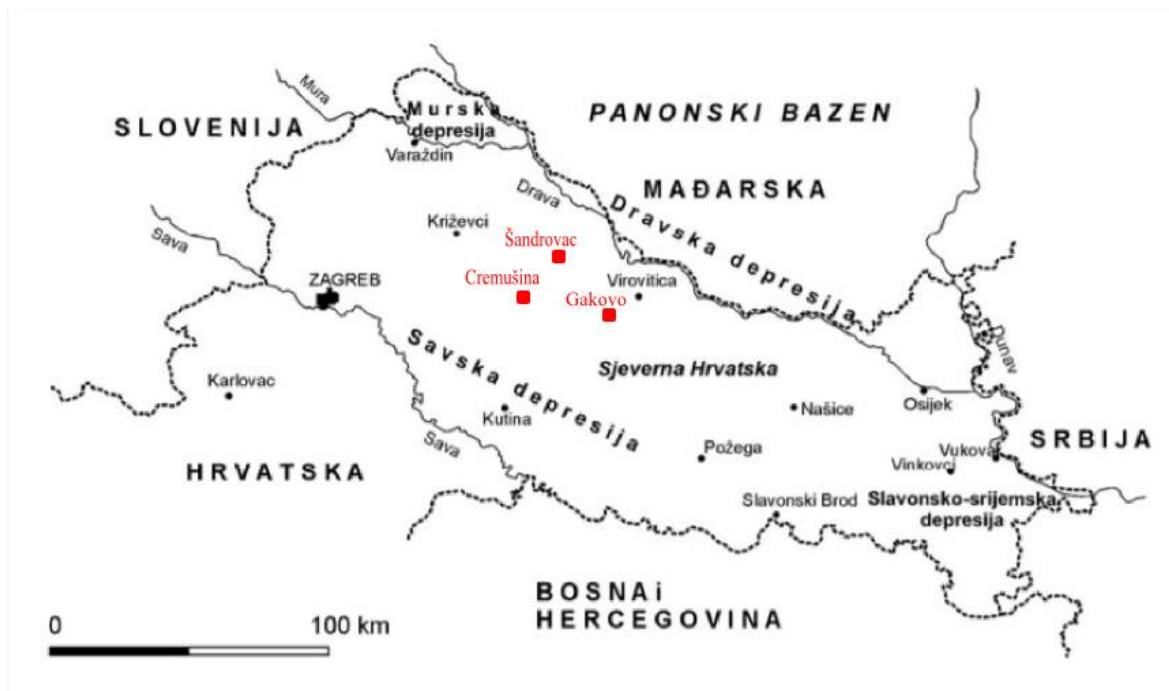 Mura
SLOVENIJA
Murska
depresija
Varaždin
PANONSKI BAZEN
MAĐARSKA
Drava
Dravska depresija
Križevci
Šandrovac
Cremušina
Gakovo
Virovitica
Sava
ZAGREB
Savska depresija
Sjeverna Hrvatska
Dunav
Karlovac
Kutina
Sava
Našice
Osijek
Požega
Vukova
Vinkovci
SRBIJA
HRVATSKA
Slavonski Brod
Slavonsko-srijemska
depresija
BOSNA i
HERCEGOVINA
0 100 km